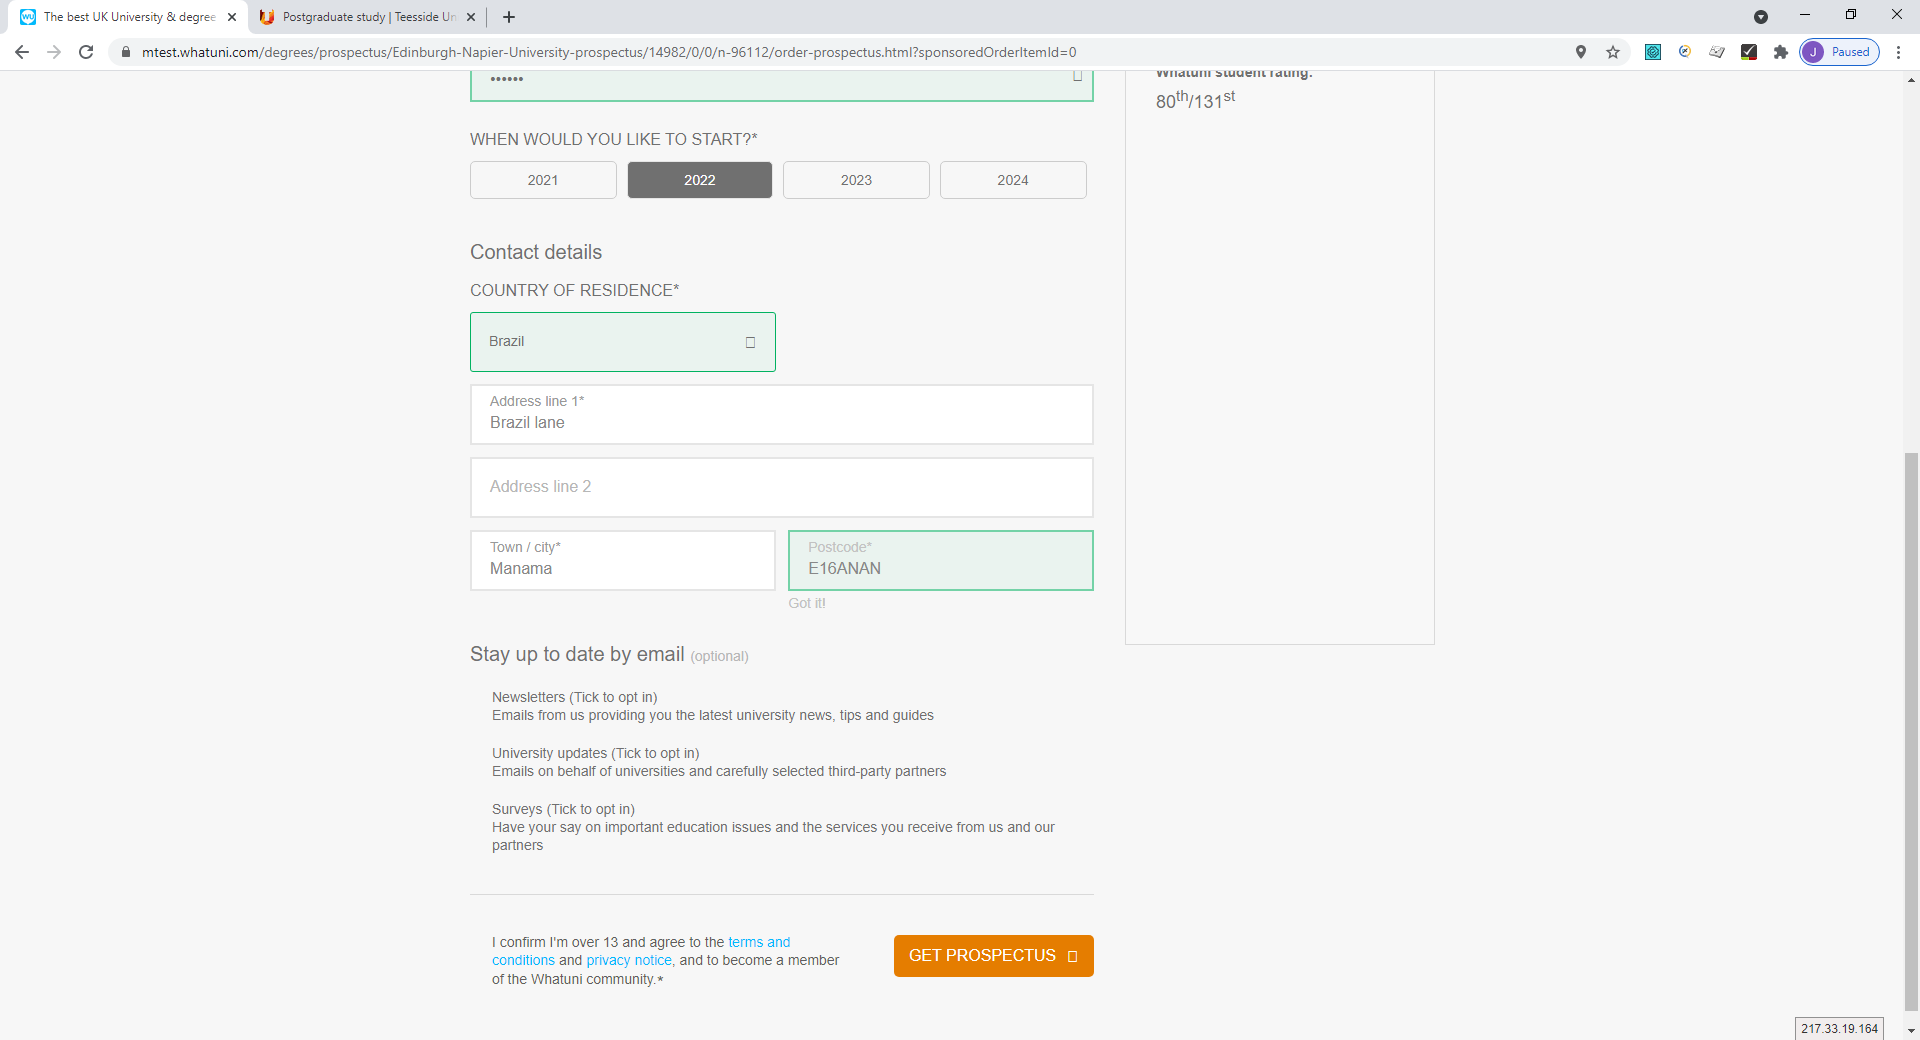 The best UK University & degree
Postgraduate study | Teesside Un
mtest.whatuni.com/degrees/prospectus/Edinburgh-Napier-University-prospectus/14982/0/0/n-96112/order-prospectus.html?sponsoredOrderItemId=0
J Paused
Whatuni student rating:
80th/131st
WHEN WOULD YOU LIKE TO START?*
2021 2022 2023 2024
Contact details
COUNTRY OF RESIDENCE*
Brazil
Address line 1*
Brazil lane
Address line 2
Town / city*
Manama
Postcode*
E16ANAN
Got it!
Stay up to date by email (optional)
Newsletters (Tick to opt in)
Emails from us providing you the latest university news, tips and guides
University updates (Tick to opt in)
Emails on behalf of universities and carefully selected third-party partners
Surveys (Tick to opt in)
Have your say on important education issues and the services you receive from us and our
partners
I confirm I'm over 13 and agree to the terms and
conditions and privacy notice, and to become a member
of the Whatuni community.*
GET PROSPECTUS
217.33.19.164